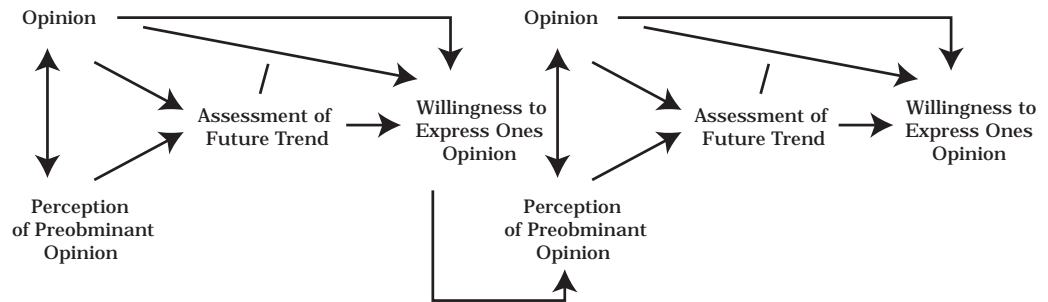 Opinion
Assessment of
Future Trend
Willingness to
Express Ones
Opinion
Perception
of Preobminant
Opinion
Opinion
Assessment of
Future Trend
Willingness to
Express Ones
Opinion
Perception
of Preobminant
Opinion